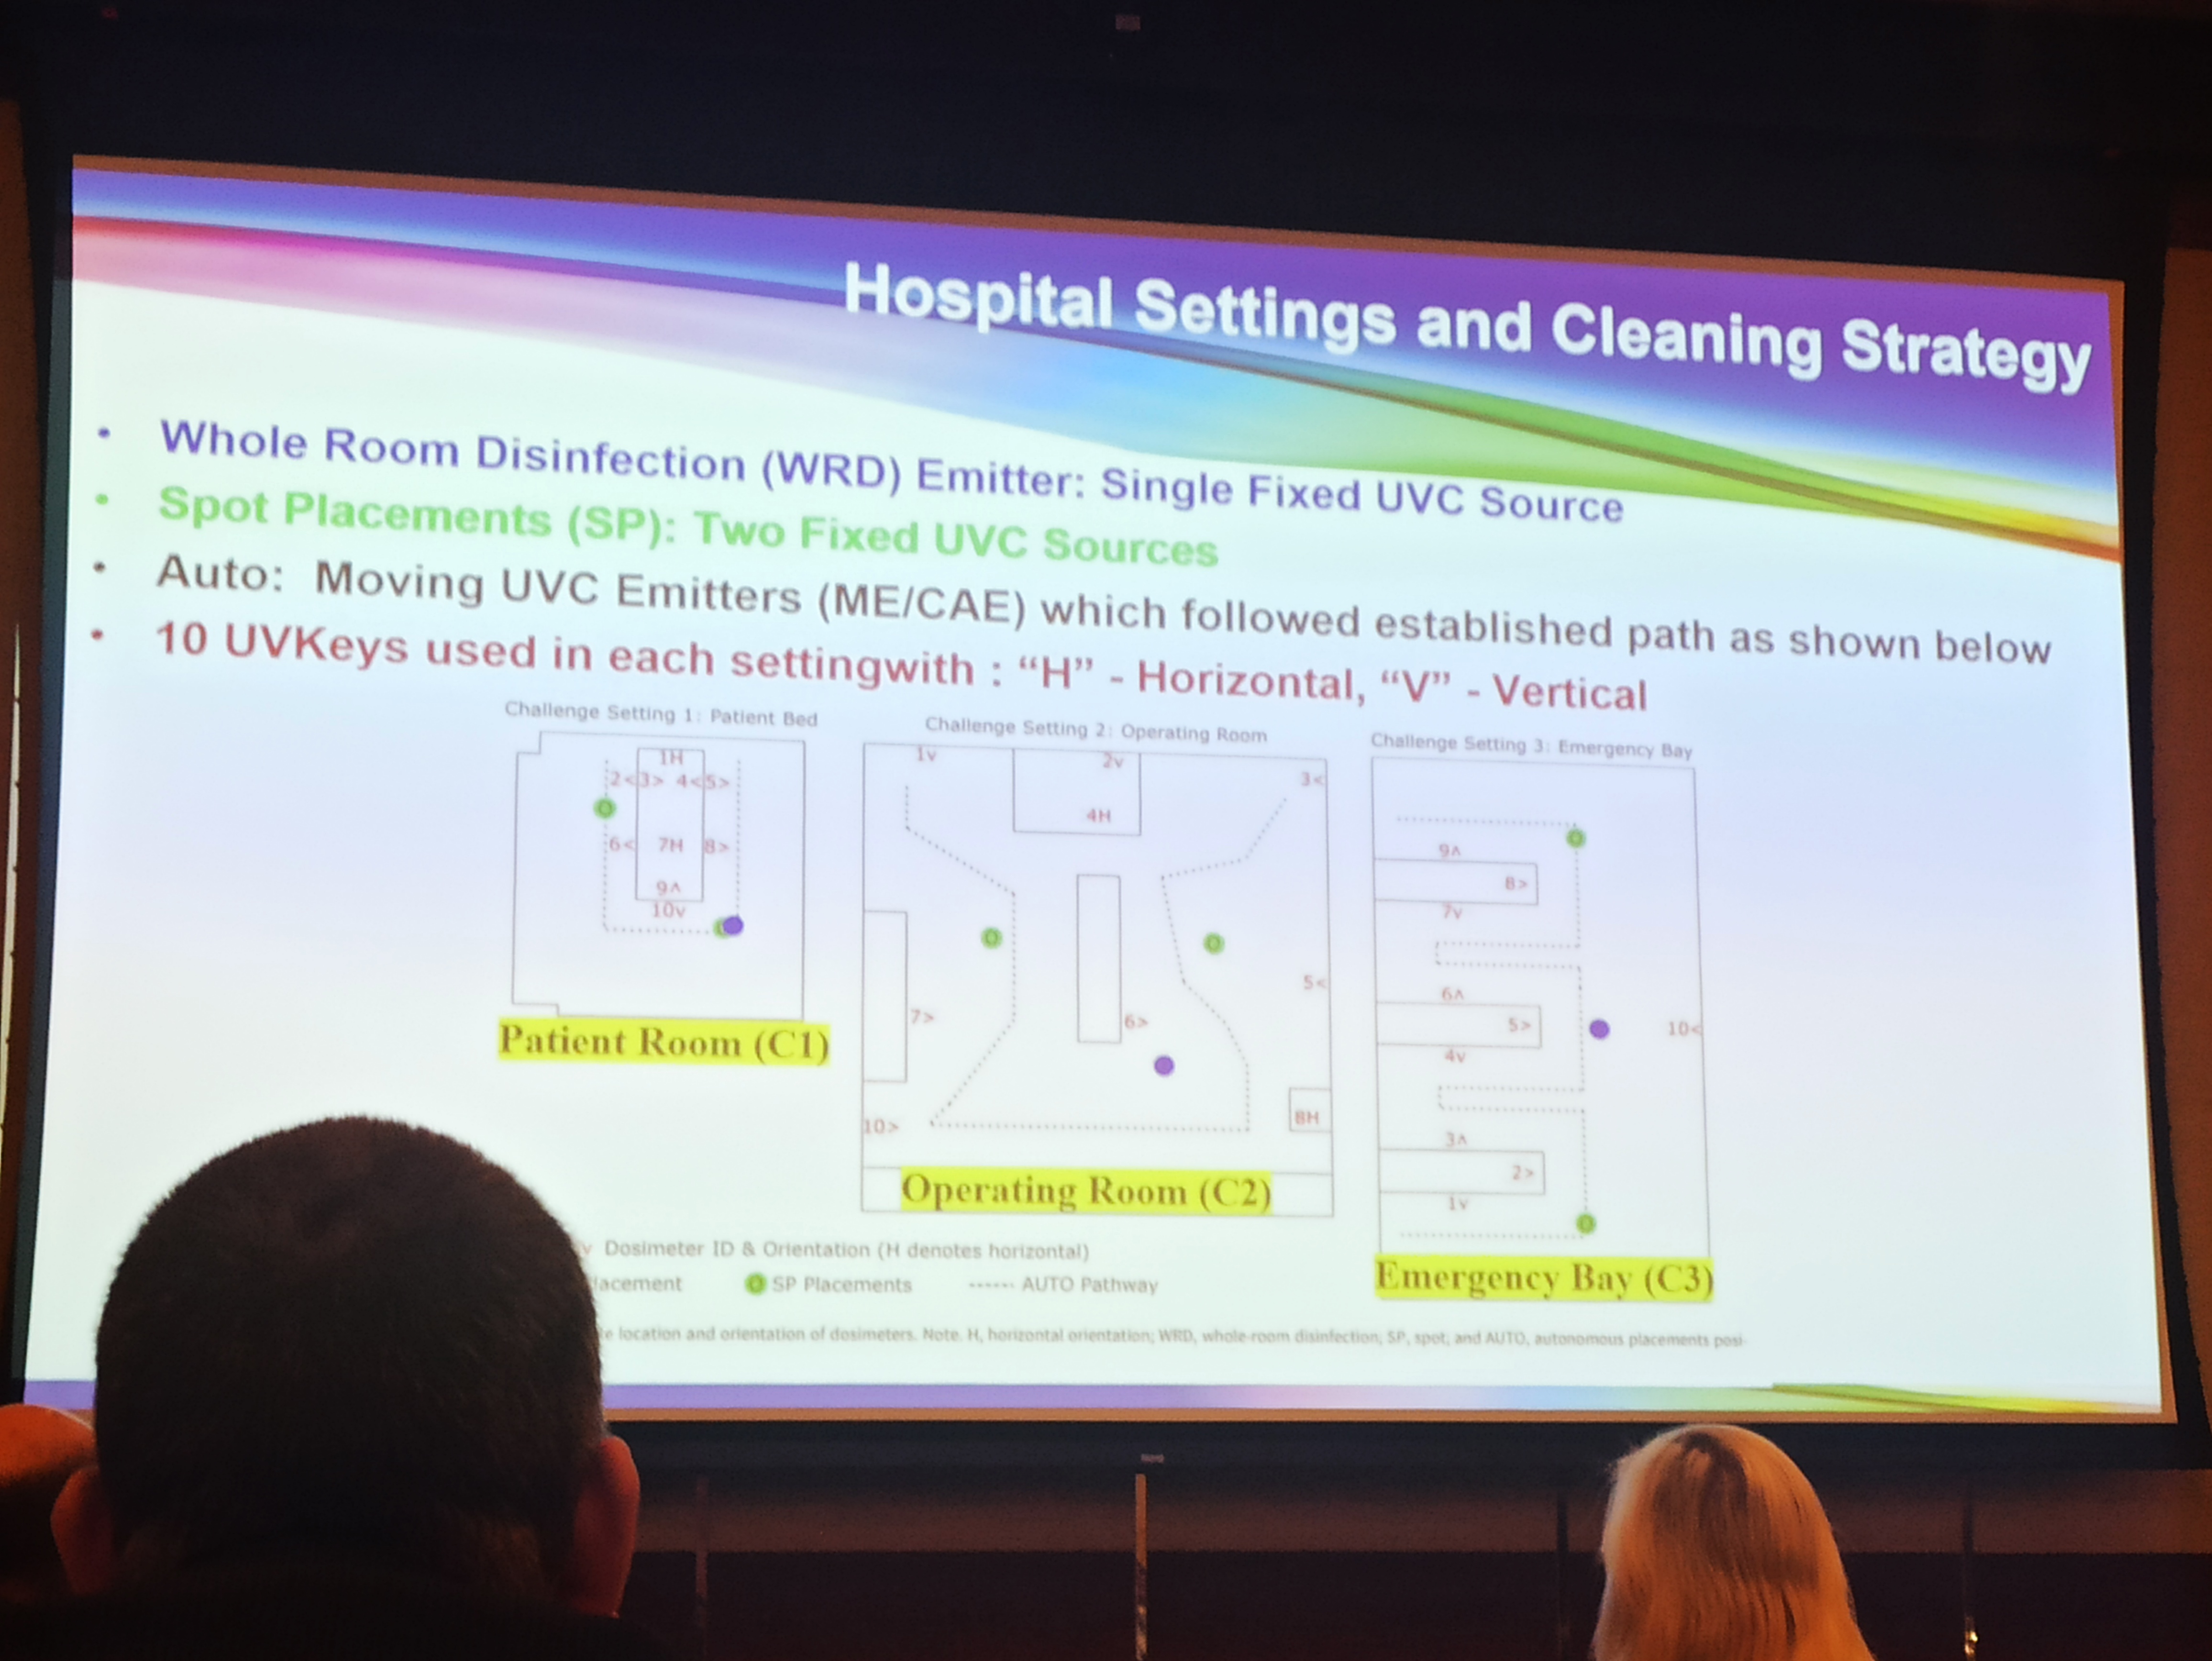 Hospital Settings and Cleaning Strategy
• Whole Room Disinfection (WRD) Emitter: Single Fixed UVC Source
• Spot Placements (SP): Two Fixed UVC Sources
• Auto: Moving UVC Emitters (ME/CAE) which followed established path as shown below
• 10 UVKeys used in each settingwith : “H” - Horizontal, “V” - Vertical
Challenge Setting 1: Patient Bed
1H
2< 3> 4< 5>
6< 7H 8>
9^
10v
Patient Room (C1)
Challenge Setting 2: Operating Room
1v 2v 3<
4H
5<
7> 6>
10> 8H
Operating Room (C2)
Challenge Setting 3: Emergency Bay
9^
8>
7v
6^
5> 10<
4v
3^
2>
1v
Emergency Bay (C3)
v Dosimeter ID & Orientation (H denotes horizontal)
lacement SP Placements ------ AUTO Pathway
e location and orientation of dosimeters. Note. H, horizontal orientation; WRD, whole-room disinfection; SP, spot; and AUTO, autonomous placements posi-